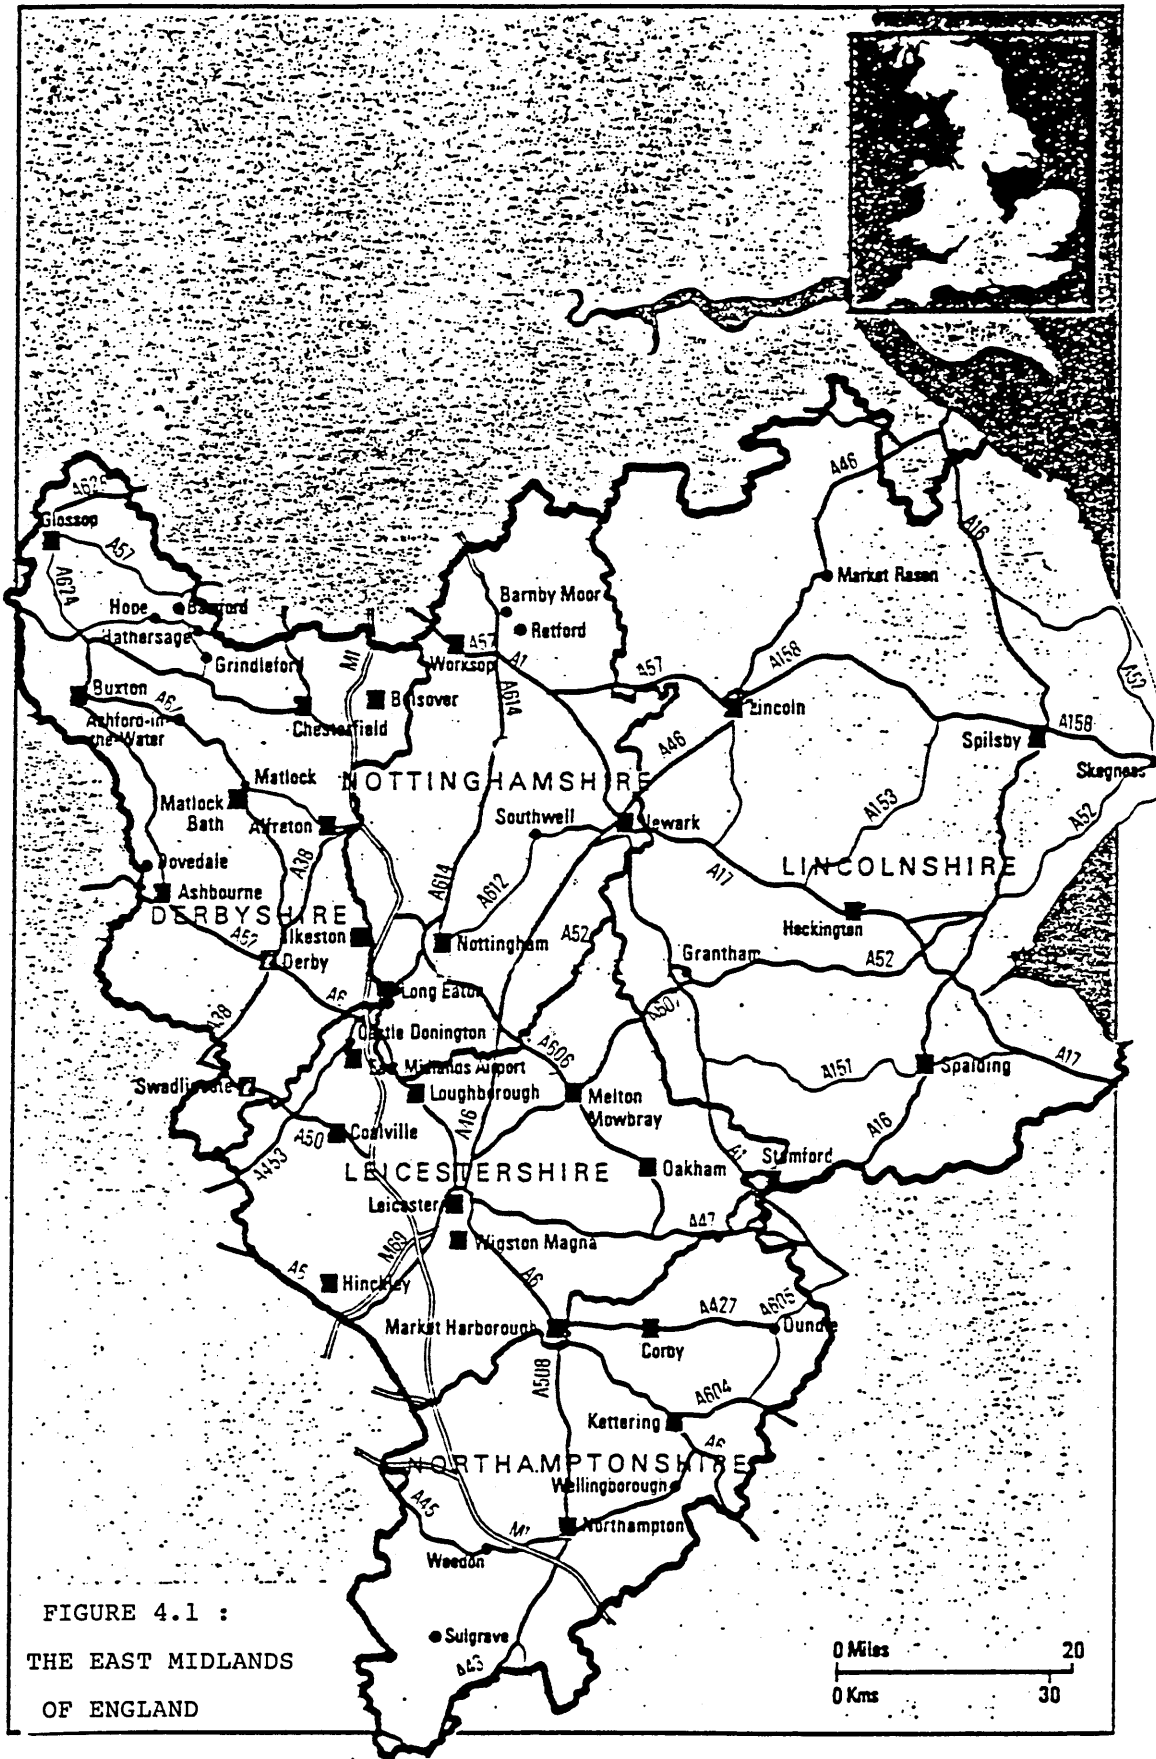 A46
A16
Glossop
A57
A624
Market Rasen
Barnby Moor
Hope
Retford
Hathersage
Grindleford
A57
Worksop
A1
M1
A57
A158
A52
Buxton
Bolsover
A614
Lincoln
Ashford-in-
the-Water
Chesterfield
A46
Spilsby
A158
Skegness
Matlock
NOTTINGHAMSHIRE
Matlock
Bath
Southwell
Newark
A153
A52
Alfreton
Dovedale
A38
LINCOLNSHIRE
A17
Ashbourne
A614
A612
DERBYSHIRE
Heckington
A52
Ilkeston
Nottingham
A52
Grantham
A52
Derby
Long Eaton
A6
A38
A607
Castle Donington
A606
East Midlands Airport
A151
Spalding
A17
Swadlincote
Loughborough
Melton
Mowbray
A46
A16
A50
Coalville
A453
LEICESTERSHIRE
Oakham
A1
Stamford
Leicester
A47
M69
Wigston Magna
A5
Hinckley
A6
A427
A605
Market Harborough
Oundle
Corby
A508
A604
Kettering
A6
NORTHAMPTONSHIRE
Wellingborough
A45
M1
Northampton
Weedon
Sulgrave
A43
FIGURE 4.1 :
THE EAST MIDLANDS
OF ENGLAND
0 Miles 20
0 Kms 30